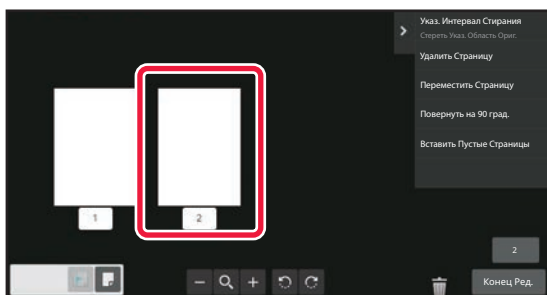 Указ. Интервал Стирания
Стереть Указ. Область Ориг.
Удалить Страницу
Переместить Страницу
Повернуть на 90 град.
Вставить Пустые Страницы
1
2
2
Конец Ред.